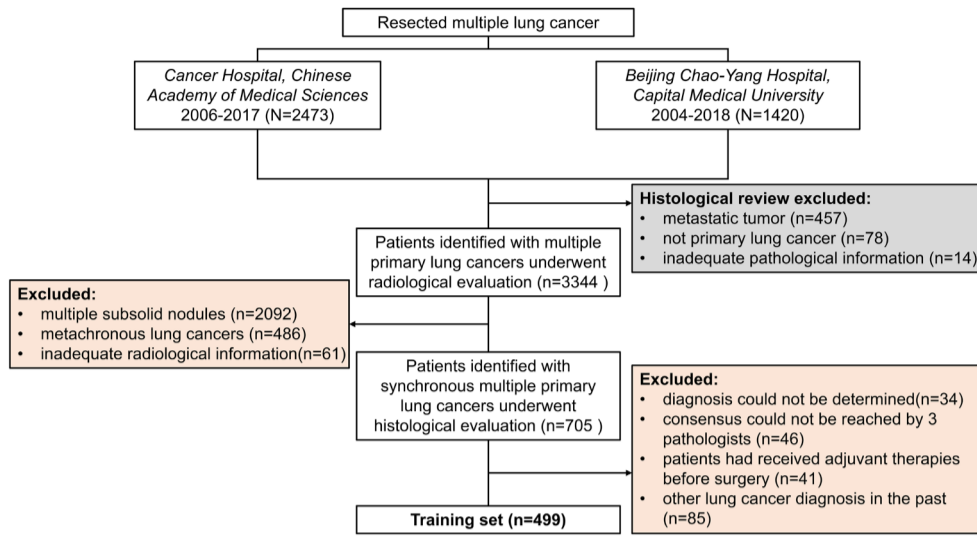 Resected multiple lung cancer
Cancer Hospital, Chinese
Academy of Medical Sciences
2006-2017 (N=2473)
Beijing Chao-Yang Hospital,
Capital Medical University
2004-2018 (N=1420)
Histological review excluded:
• metastatic tumor (n=457)
• not primary lung cancer (n=78)
• inadequate pathological information (n=14)
Patients identified with multiple
primary lung cancers underwent
radiological evaluation (n=3344 )
Excluded:
• multiple subsolid nodules (n=2092)
• metachronous lung cancers (n=486)
• inadequate radiological information(n=61)
Patients identified with
synchronous multiple primary
lung cancers underwent
histological evaluation (n=705 )
Excluded:
• diagnosis could not be determined(n=34)
• consensus could not be reached by 3
pathologists (n=46)
• patients had received adjuvant therapies
before surgery (n=41)
• other lung cancer diagnosis in the past
(n=85)
Training set (n=499)